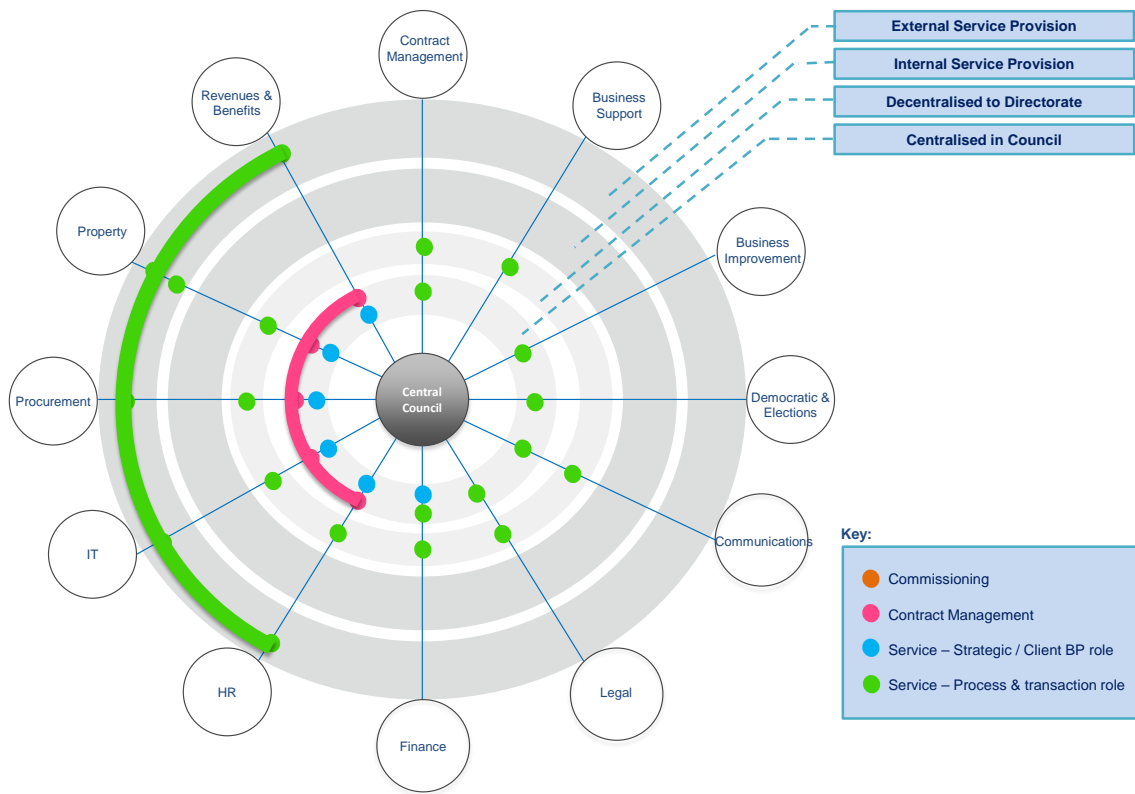 External Service Provision
Internal Service Provision
Decentralised to Directorate
Centralised in Council
Contract
Management
Business
Support
Revenues &
Benefits
Property
Business
Improvement
Procurement
Central
Council
Democratic &
Elections
IT
Communications
HR
Finance
Legal
Key:
Commissioning
Contract Management
Service – Strategic / Client BP role
Service – Process & transaction role